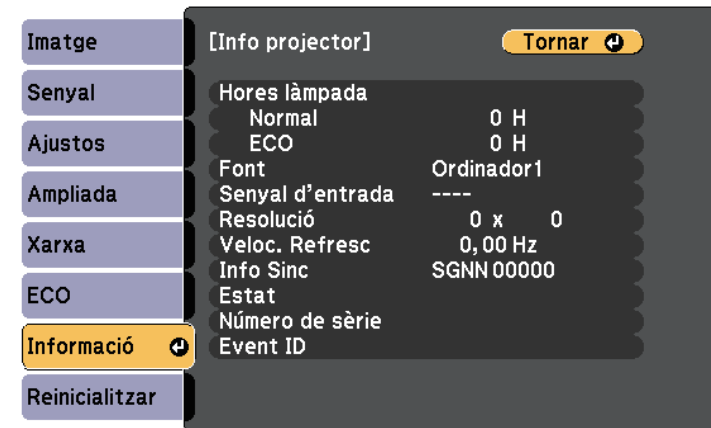 Imatge
Senyal
Ajustos
Ampliada
Xarxa
ECO
Informació
Reinicialitzar
[Info projector]
Tornar
Hores làmpada
Normal 0 H
ECO 0 H
Font Ordinador1
Senyal d'entrada ----
Resolució 0 x 0
Veloc. Refresc 0,00 Hz
Info Sinc SGNN 00000
Estat
Número de sèrie
Event ID